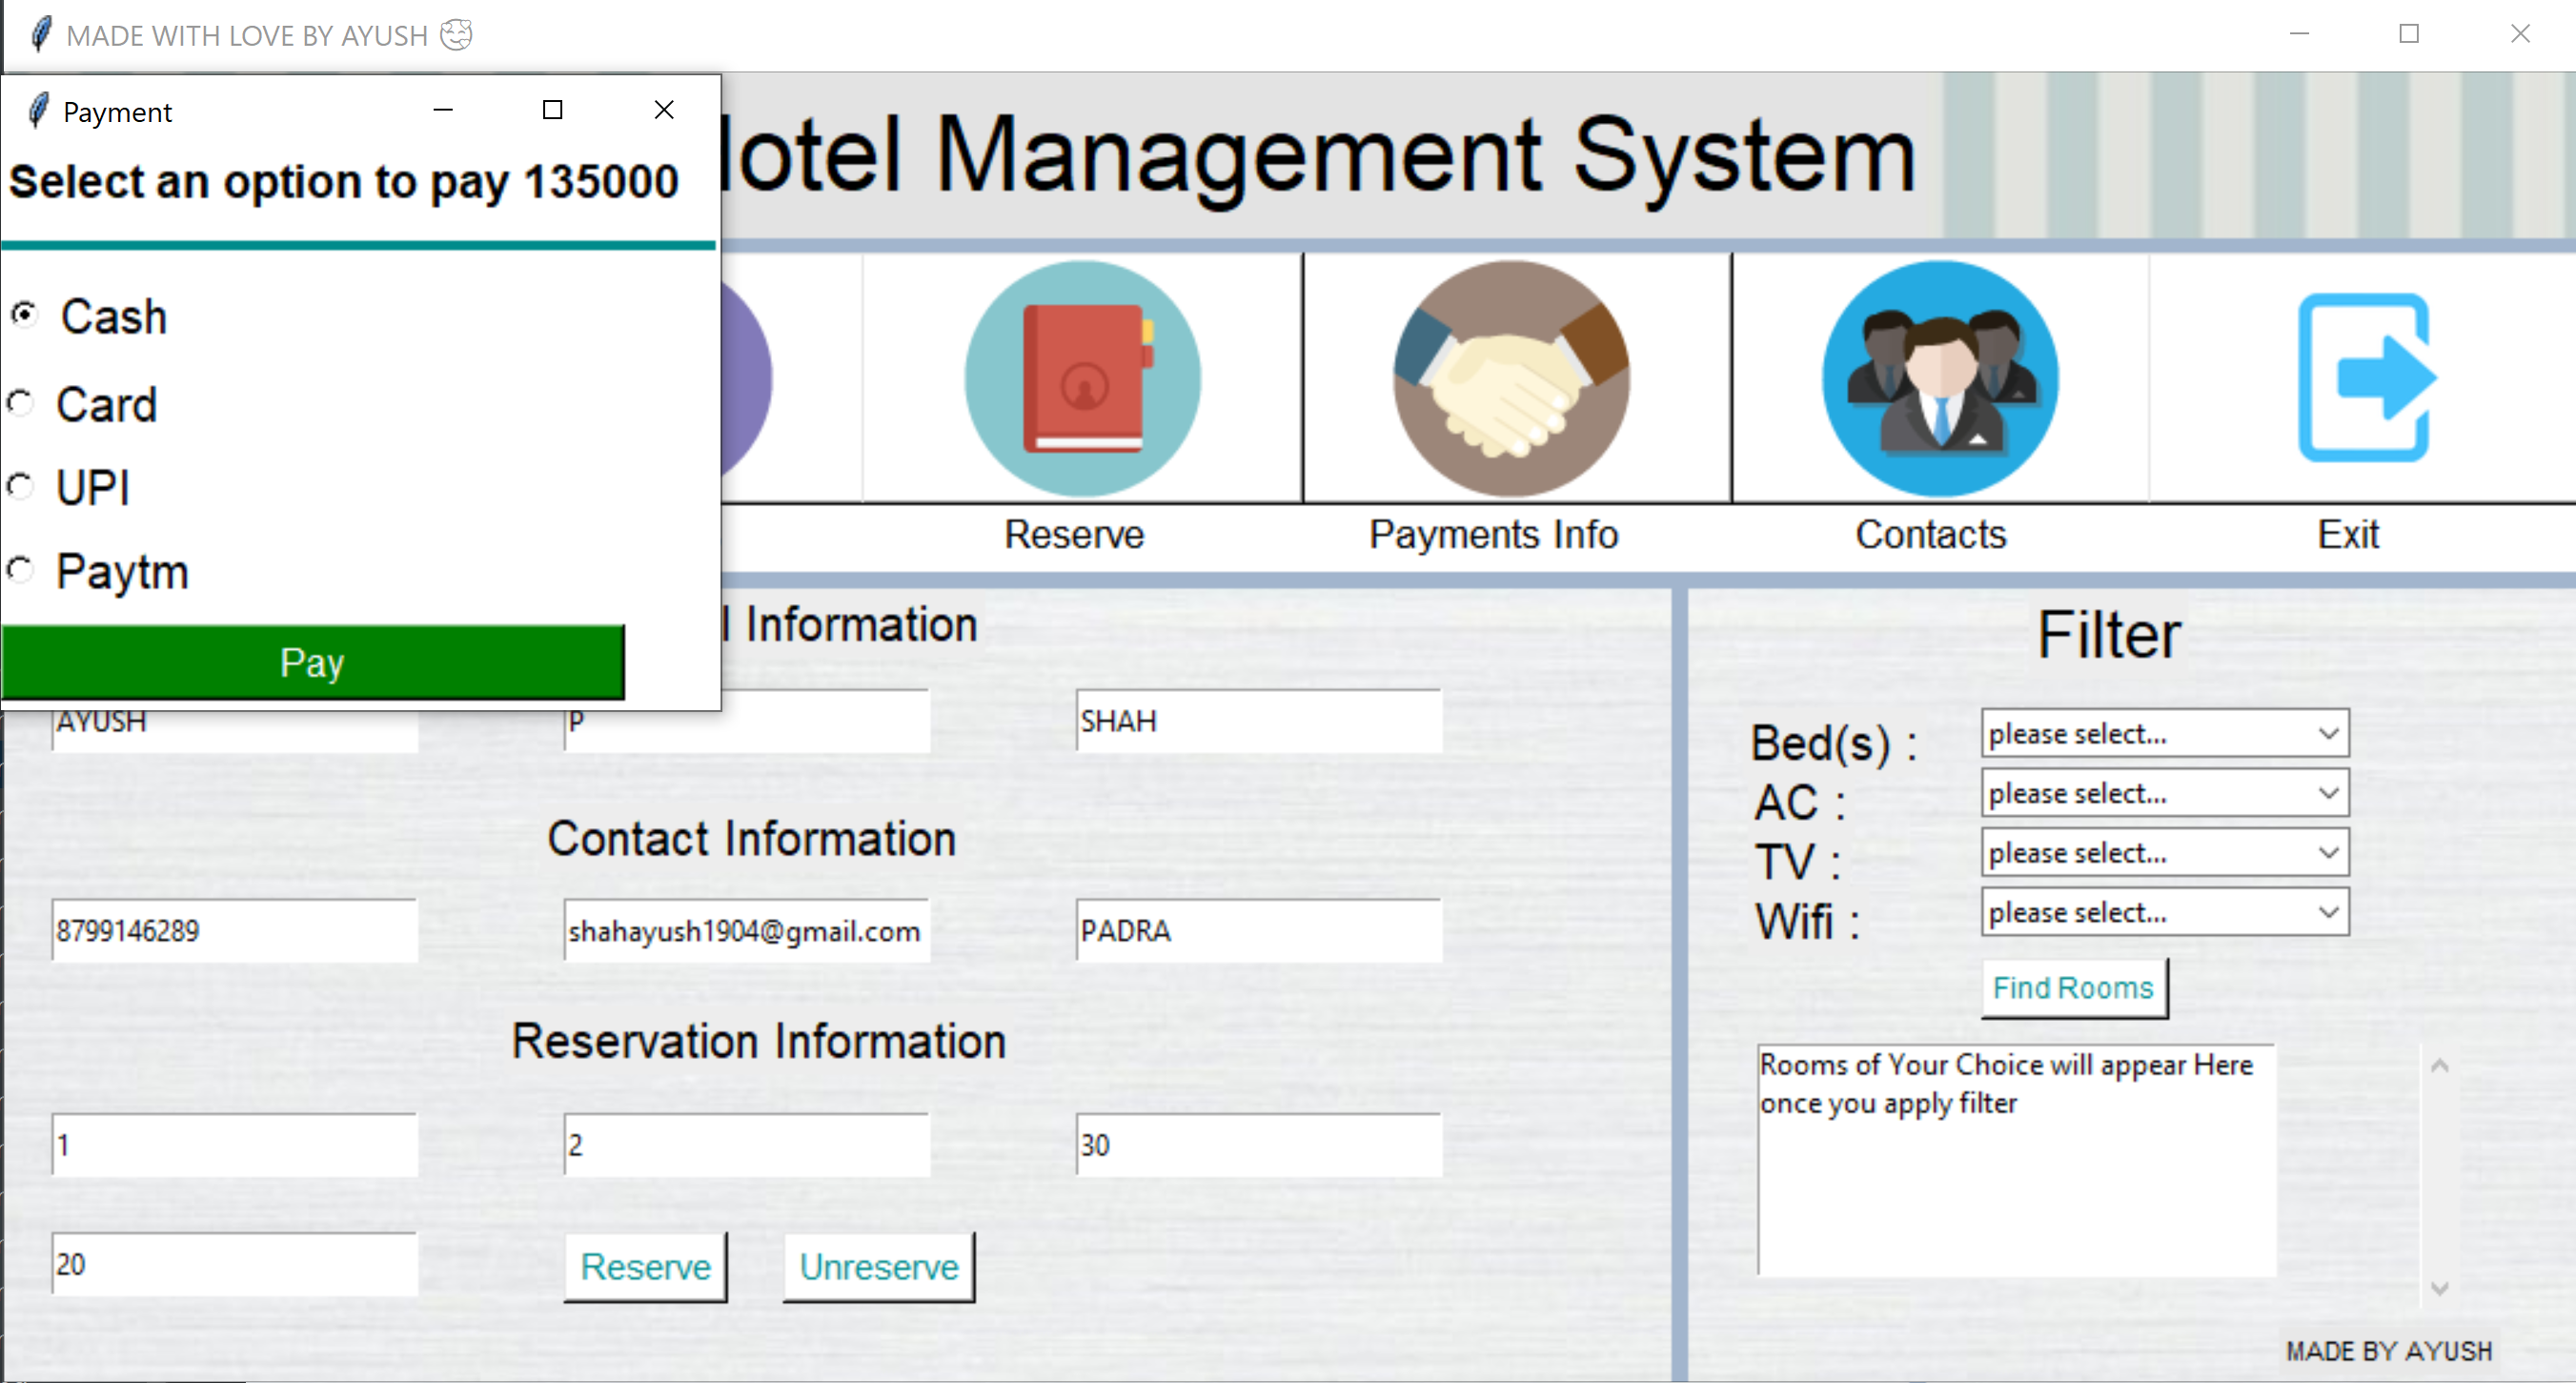 MADE WITH LOVE BY AYUSH 🥰
Payment
Select an option to pay 135000
Cash
Card
UPI
Paytm
Pay
otel Management System
Reserve
Payments Info
Contacts
Exit
l Information
AYUSH
P
SHAH
Contact Information
8799146289
shahayush1904@gmail.com
PADRA
Reservation Information
1
2
30
20
Reserve
Unreserve
Filter
Bed(s) :
please select...
AC :
please select...
TV :
please select...
Wifi :
please select...
Find Rooms
Rooms of Your Choice will appear Here
once you apply filter
MADE BY AYUSH